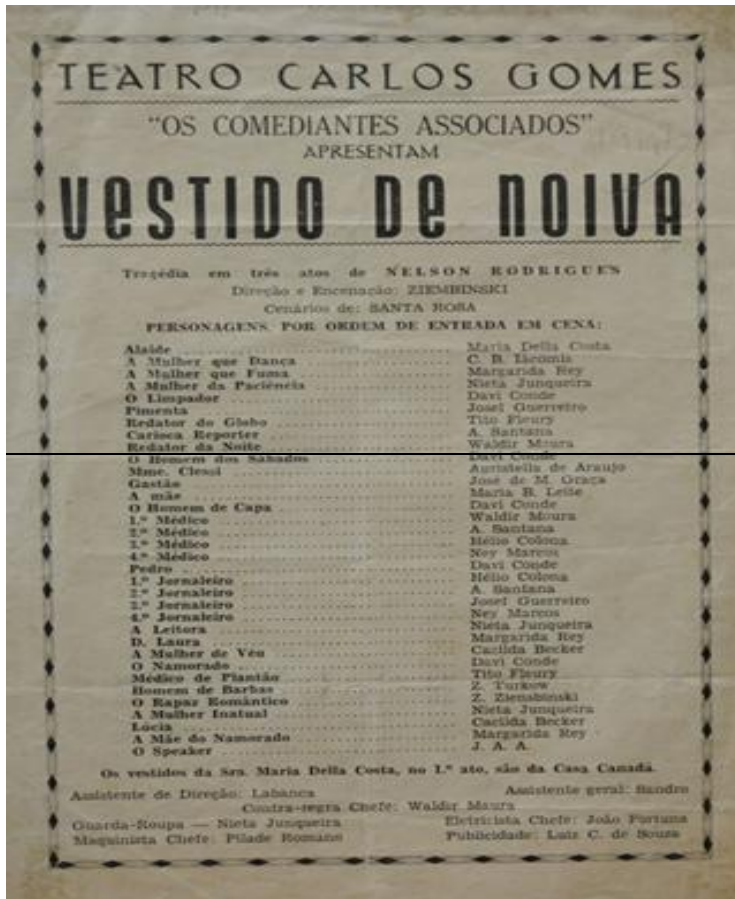 TEATRO CARLOS GOMES
"OS COMEDIANTES ASSOCIADOS"
APRESENTAM
VESTIDO DE NOIVA
Tragédia em três atos de NELSON RODRIGUES
Direção e Encenação: ZIEMBINSKI
Cenários de: SANTA ROSA
PERSONAGENS POR ORDEM DE ENTRADA EM CENA:
Alaíde Maria Della Costa
A Mulher que Dança C. B.
A Mulher que Fuma Margarida Rey
A Mulher da Paciência Nieta Junqueira
O Limpador Davi Conde
Pimenta Josef Guerreiro
Redator do Globo Tito Fleury
Carioca Reporter A. Santana
Redator da Noite Waldir Moura
O Homem dos Sabados Davi Conde
Mme. Clessi Auristella de Araujo
Gastão José de M. Graça
A mãe Maria B. Leite
O Homem de Capa Davi Conde
1.º Médico Waldir Moura
2.º Médico A. Santana
3.º Médico Hélio Colona
4.º Médico Ney Marcos
Pedro Davi Conde
1.º Jornaleiro Hélio Colona
2.º Jornaleiro A. Santana
3.º Jornaleiro Josef Guerreiro
4.º Jornaleiro Ney Marcos
A Leitora Nieta Junqueira
D. Laura Margarida Rey
A Mulher de Véu Cacilda Becker
O Namorado Davi Conde
Médico de Plantão Tito Fleury
Homem de Barbas Z. Turkow
O Rapaz Romântico Z. Ziembinski
A Mulher Inatual Nieta Junqueira
Lúcia Cacilda Becker
A Mãe do Namorado Margarida Rey
O Speaker J. A. A.
Os vestidos da Sra. Maria Della Costa, no 1.º ato, são da Casa Canadá.
Assistente de Direção: Labanca Assistente geral: Sandro
Contra-regra Chefe: Waldir Moura
Guarda-Roupa — Nieta Junqueira Eletricista Chefe: João Fortuna
Maquinista Chefe: Pilade Romano Publicidade: Luiz C. de Souza